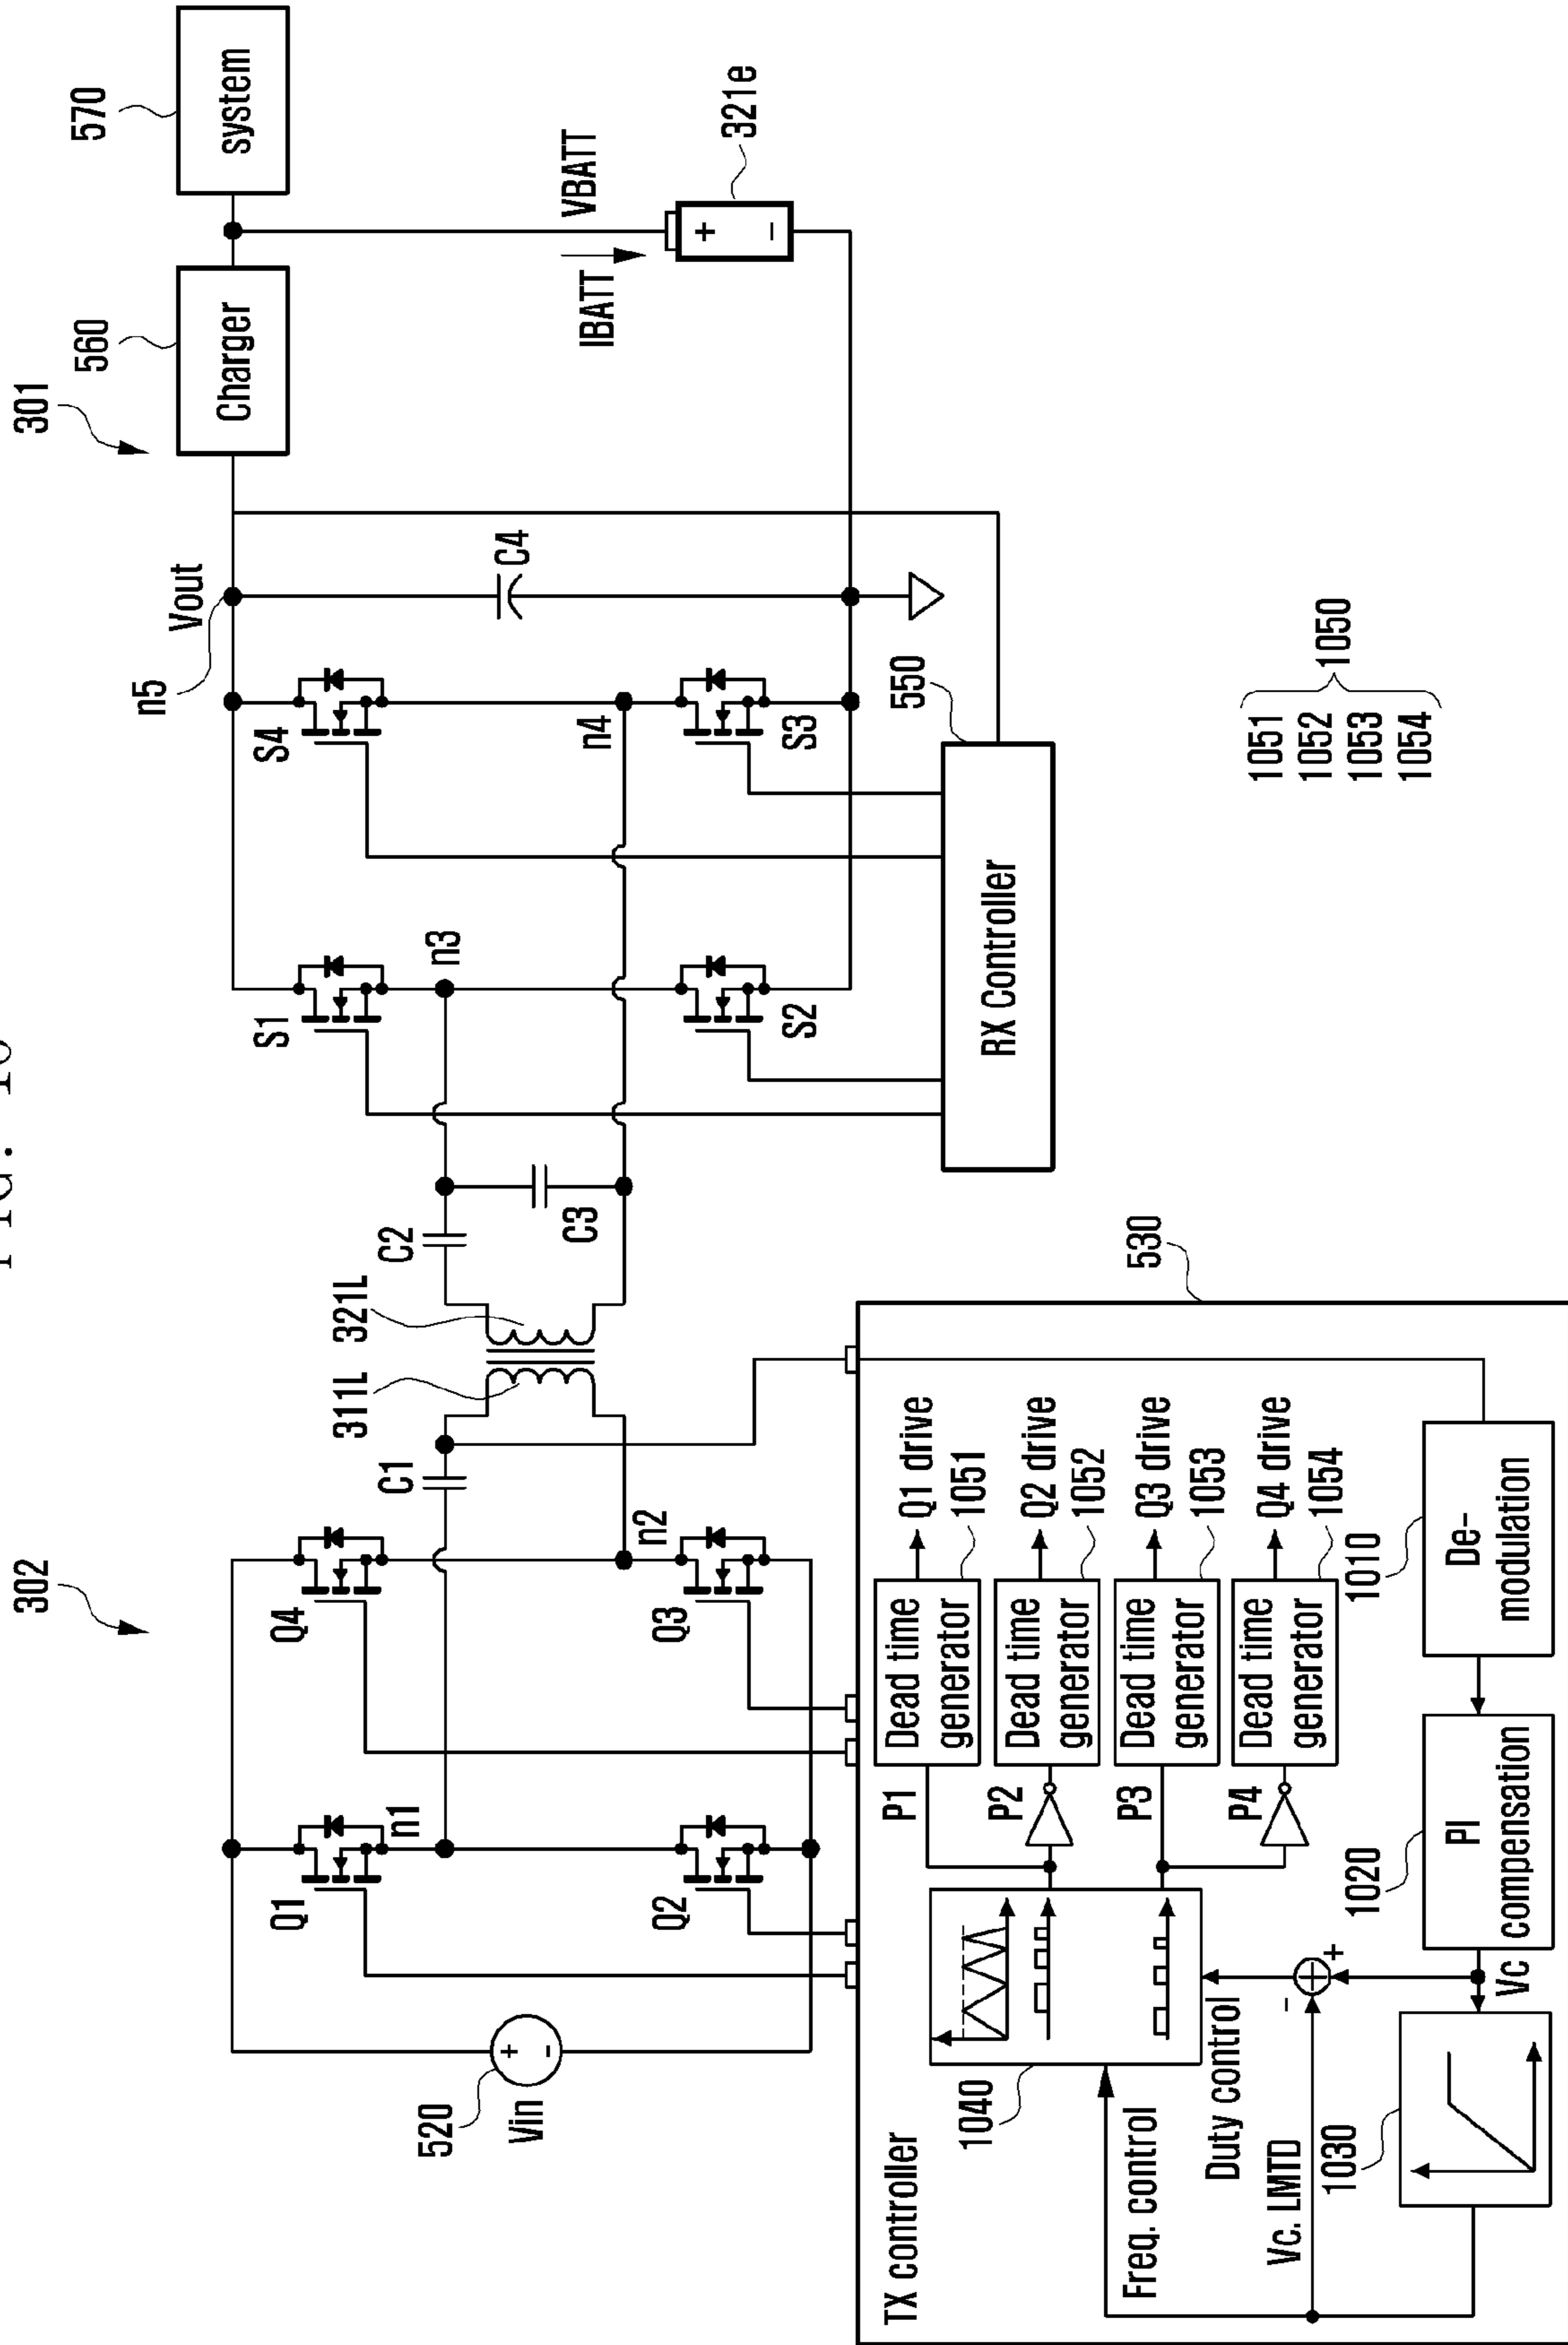 FIG. 10
302
301
520
Vin
+
-
Q1
Q4
n1
Q2
n2
Q3
C1
311L
321L
C2
C3
S1
n3
S2
S4
n4
S3
n5
Vout
C4
560
Charger
570
system
VBATT
IBATT
+
-
321e
550
RX Controller
530
TX controller
Freq. control
1040
Duty control
Vc. LMTD
-
+
1030
Vc
1020
PI
compensation
1010
De-
modulation
P1
Dead time
generator
Q1 drive
1051
P2
Dead time
generator
Q2 drive
1052
P3
Dead time
generator
Q3 drive
1053
P4
Dead time
generator
Q4 drive
1054
1051
1052
1053
1054
1050